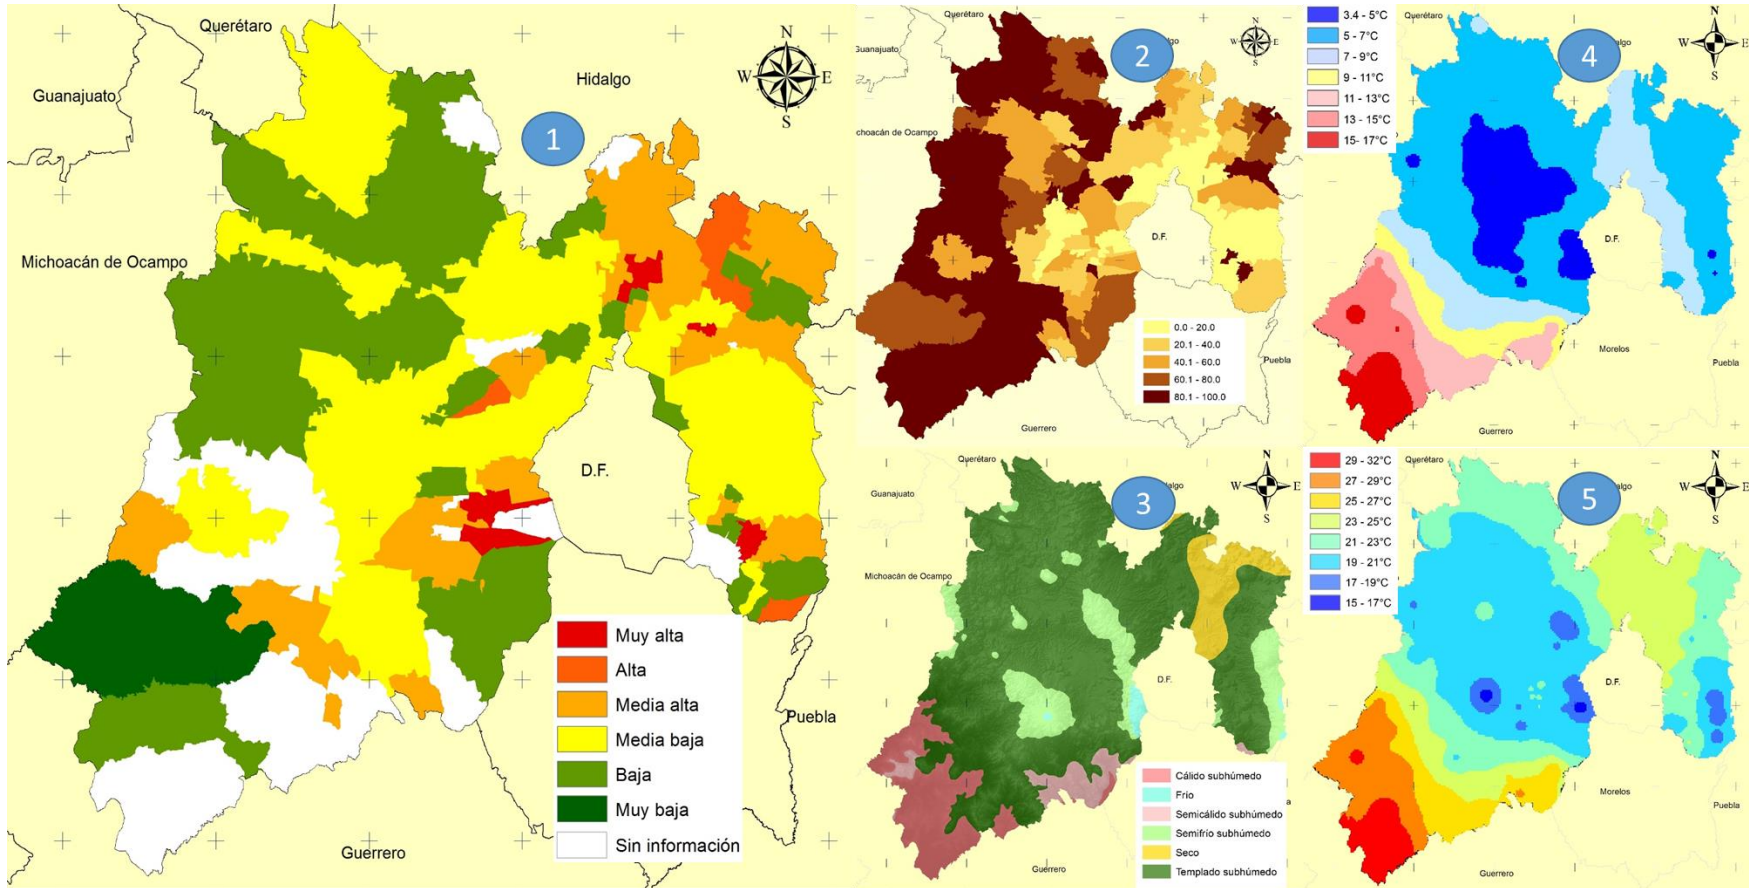 Querétaro
Hidalgo
Guanajuato
N
W E
S
1
Michoacán de Ocampo
D.F.
Puebla
Guerrero
Muy alta
Alta
Media alta
Media baja
Baja
Muy baja
Sin información
Querétaro
Guanajuato
2
N
W E
S
D.F.
Puebla
Guerrero
0.0 - 20.0
20.1 - 40.0
40.1 - 60.0
60.1 - 80.0
80.1 - 100.0
Querétaro
Guanajuato
3
N
W E
S
Michoacán de Ocampo
D.F.
Guerrero
Cálido subhúmedo
Frio
Semicálido subhúmedo
Semifrío subhúmedo
Seco
Templado subhúmedo
3.4 - 5°C
5 - 7°C
7 - 9°C
9 - 11°C
11 - 13°C
13 - 15°C
15- 17°C
Querétaro
4
N
W E
S
D.F.
Morelos
Puebla
Guerrero
29 - 32°C
27 - 29°C
25 - 27°C
23 - 25°C
21 - 23°C
19 - 21°C
17 -19°C
15 - 17°C
Querétaro
5
N
W E
S
D.F.
Morelos
Puebla
Guerrero